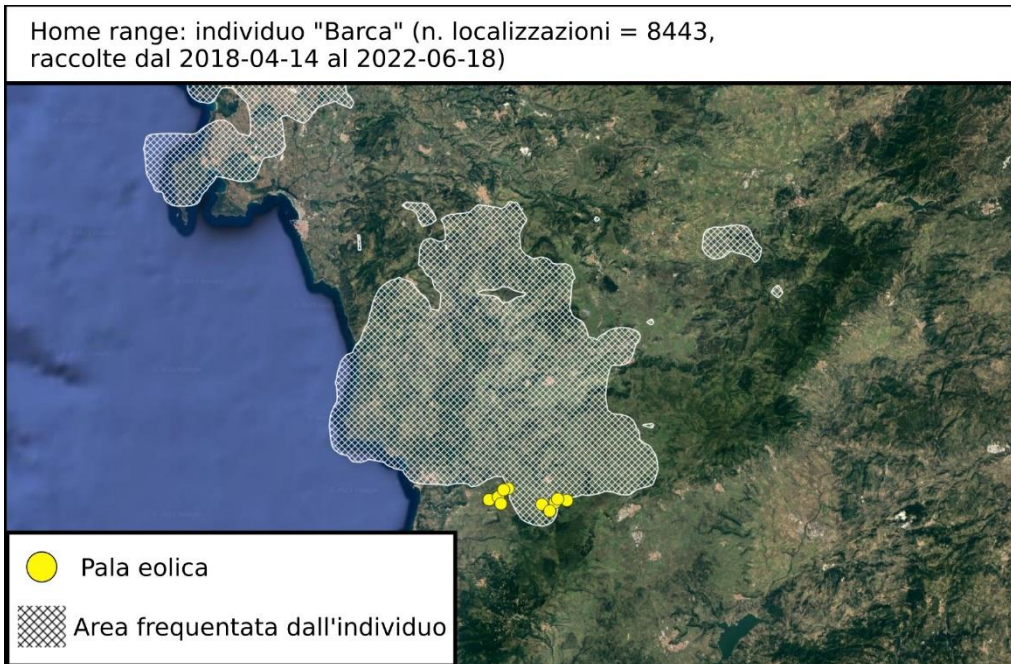 Home range: individuo "Barca" (n. localizzazioni = 8443,
raccolte dal 2018-04-14 al 2022-06-18)
Pala eolica
Area frequentata dall'individuo